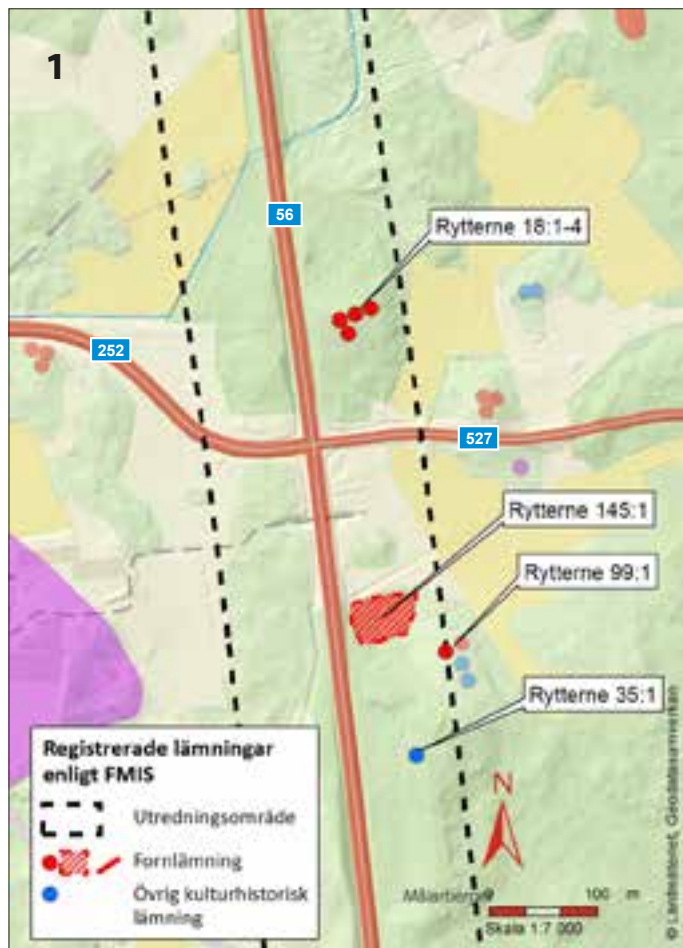 1
56
Rytterne 18:1-4
252
527
Rytterne 145:1
Rytterne 99:1
Rytterne 35:1
Registrerade lämningar
enligt FMIS
Utredningsområde
Fornlämning
Övrig kulturhistorisk
lämning
N
100 m
Skala 1:7 000
© Lantmäteriet, Geodatasamverkan